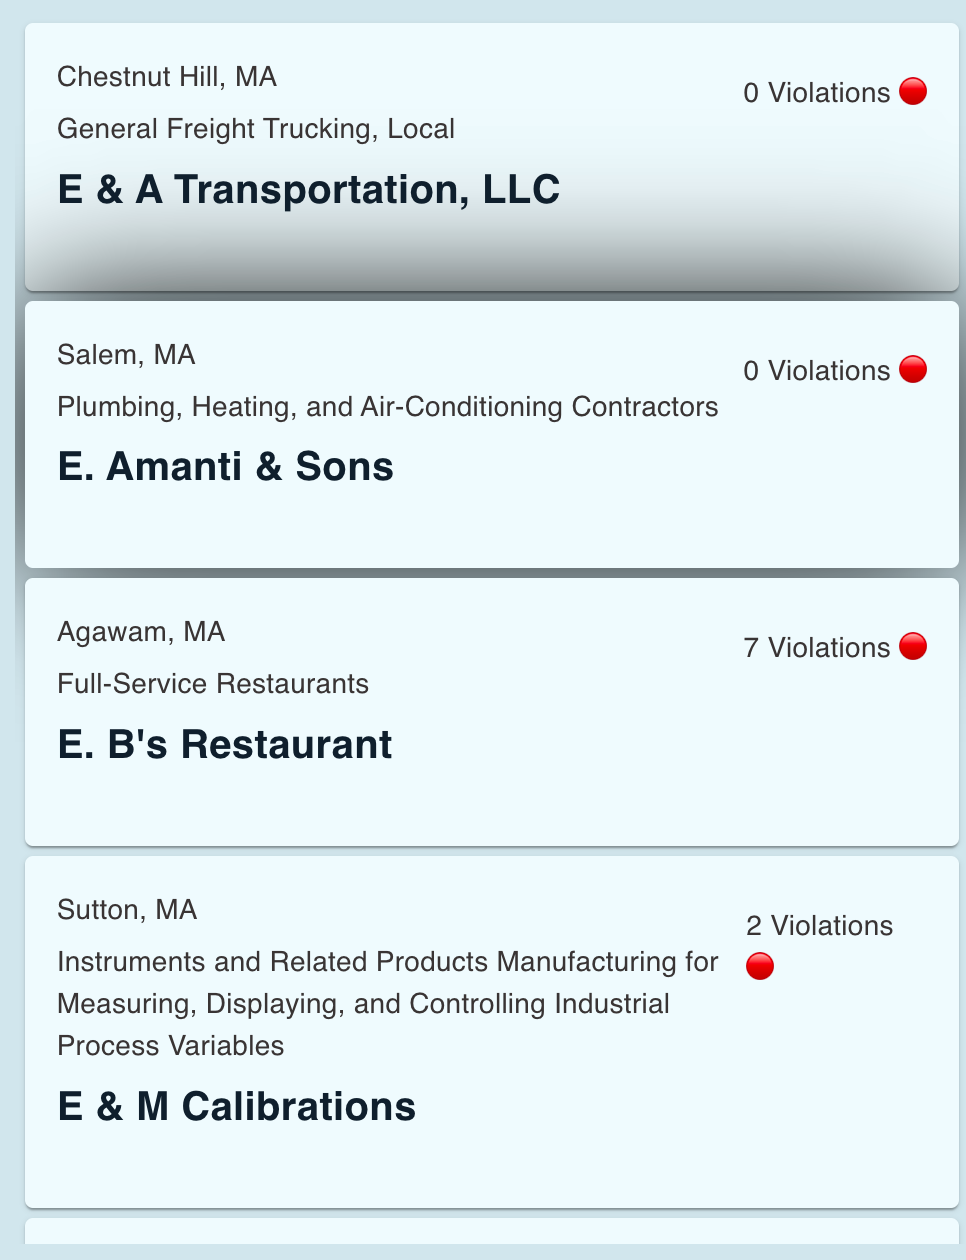 Chestnut Hill, MA
0 Violations 🔴
General Freight Trucking, Local
E & A Transportation, LLC
Salem, MA
0 Violations 🔴
Plumbing, Heating, and Air-Conditioning Contractors
E. Amanti & Sons
Agawam, MA
7 Violations 🔴
Full-Service Restaurants
E. B's Restaurant
Sutton, MA
2 Violations
🔴
Instruments and Related Products Manufacturing for
Measuring, Displaying, and Controlling Industrial
Process Variables
E & M Calibrations